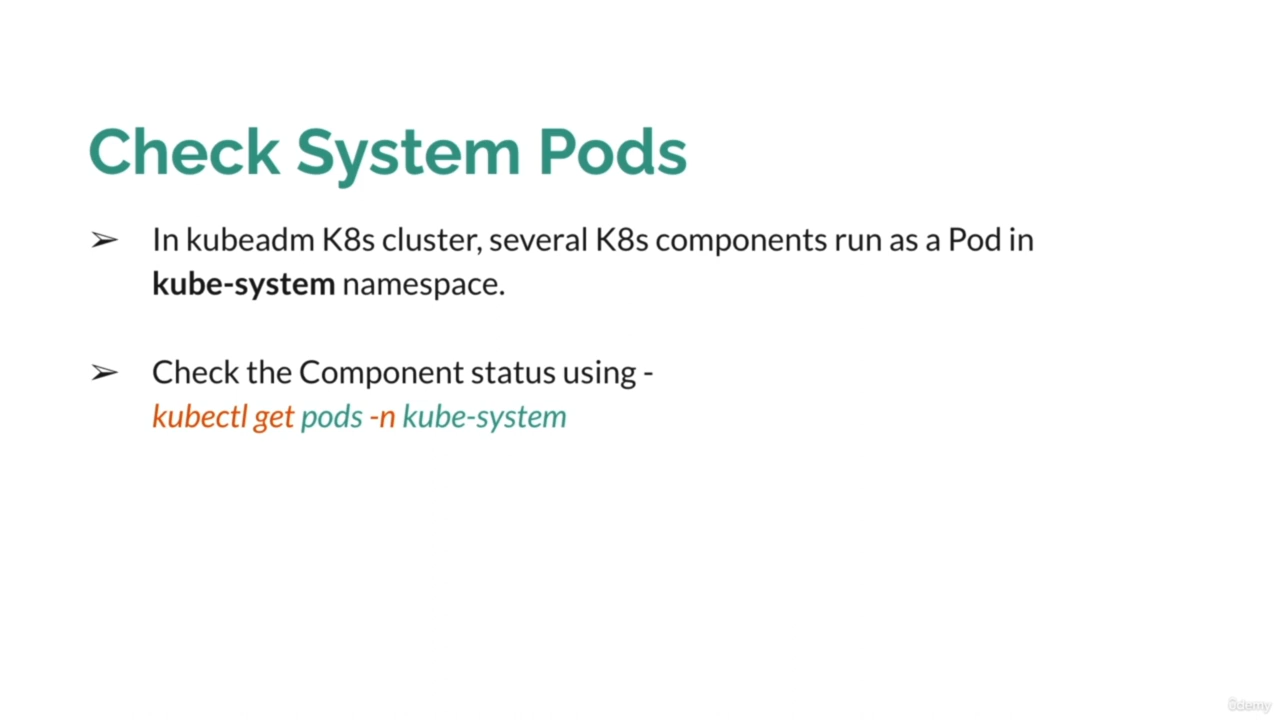 Check System Pods
➢ In kubeadm K8s cluster, several K8s components run as a Pod in
kube-system namespace.
➢ Check the Component status using -
kubectl get pods -n kube-system
ûdemy